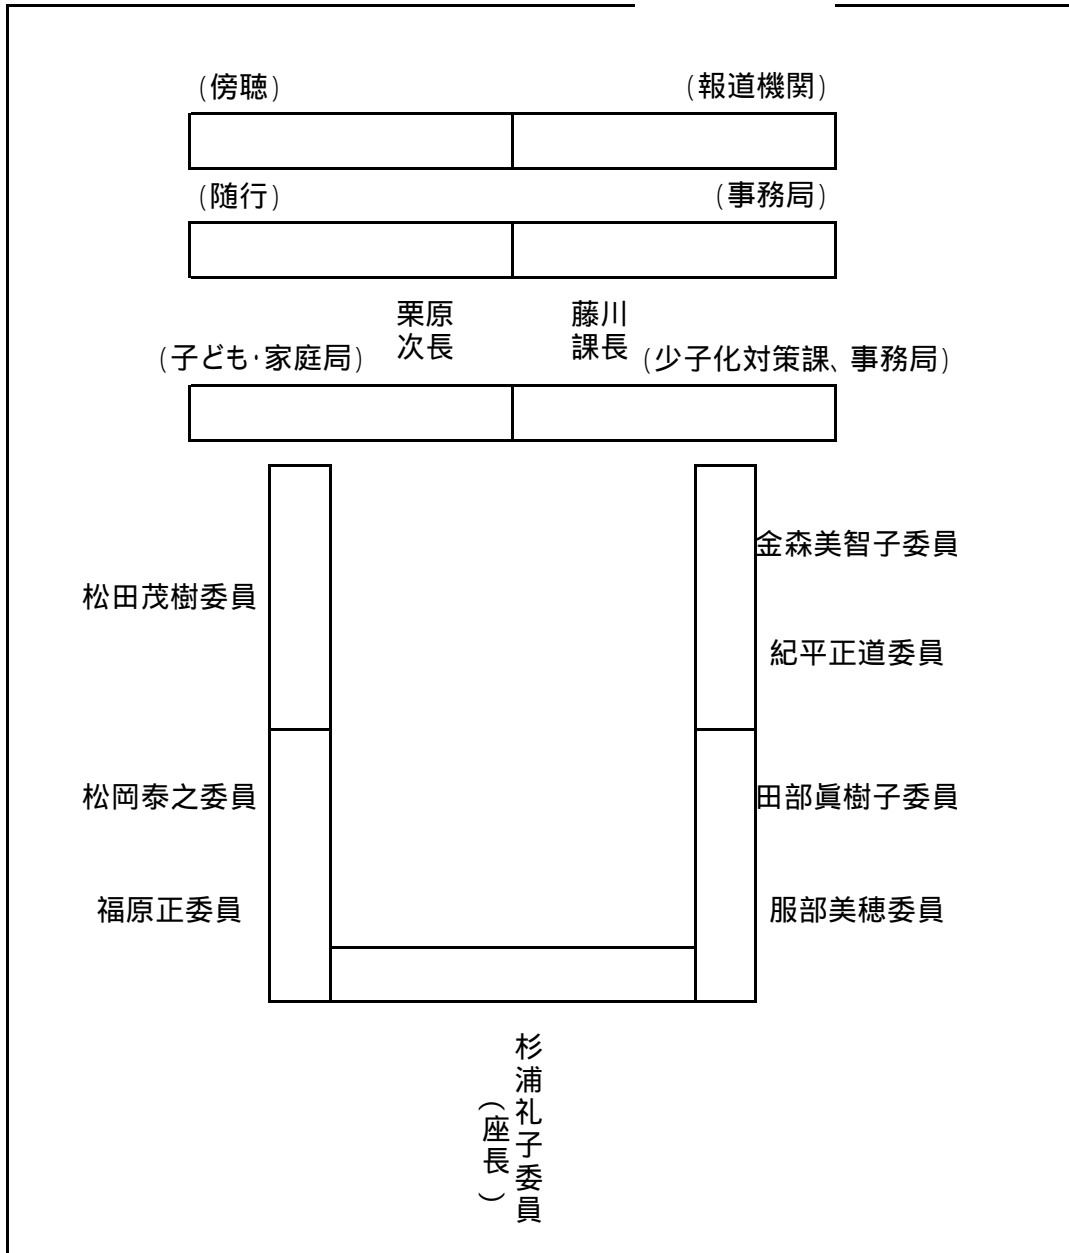 (傍聴)
(報道機関)
(随行)
(事務局)
栗原
次長
藤川
課長
(子ども・家庭局)
(少子化対策課、事務局)
金森美智子委員
松田茂樹委員
紀平正道委員
松岡泰之委員
田部眞樹子委員
福原正委員
服部美穂委員
杉浦礼子委員
(座長)